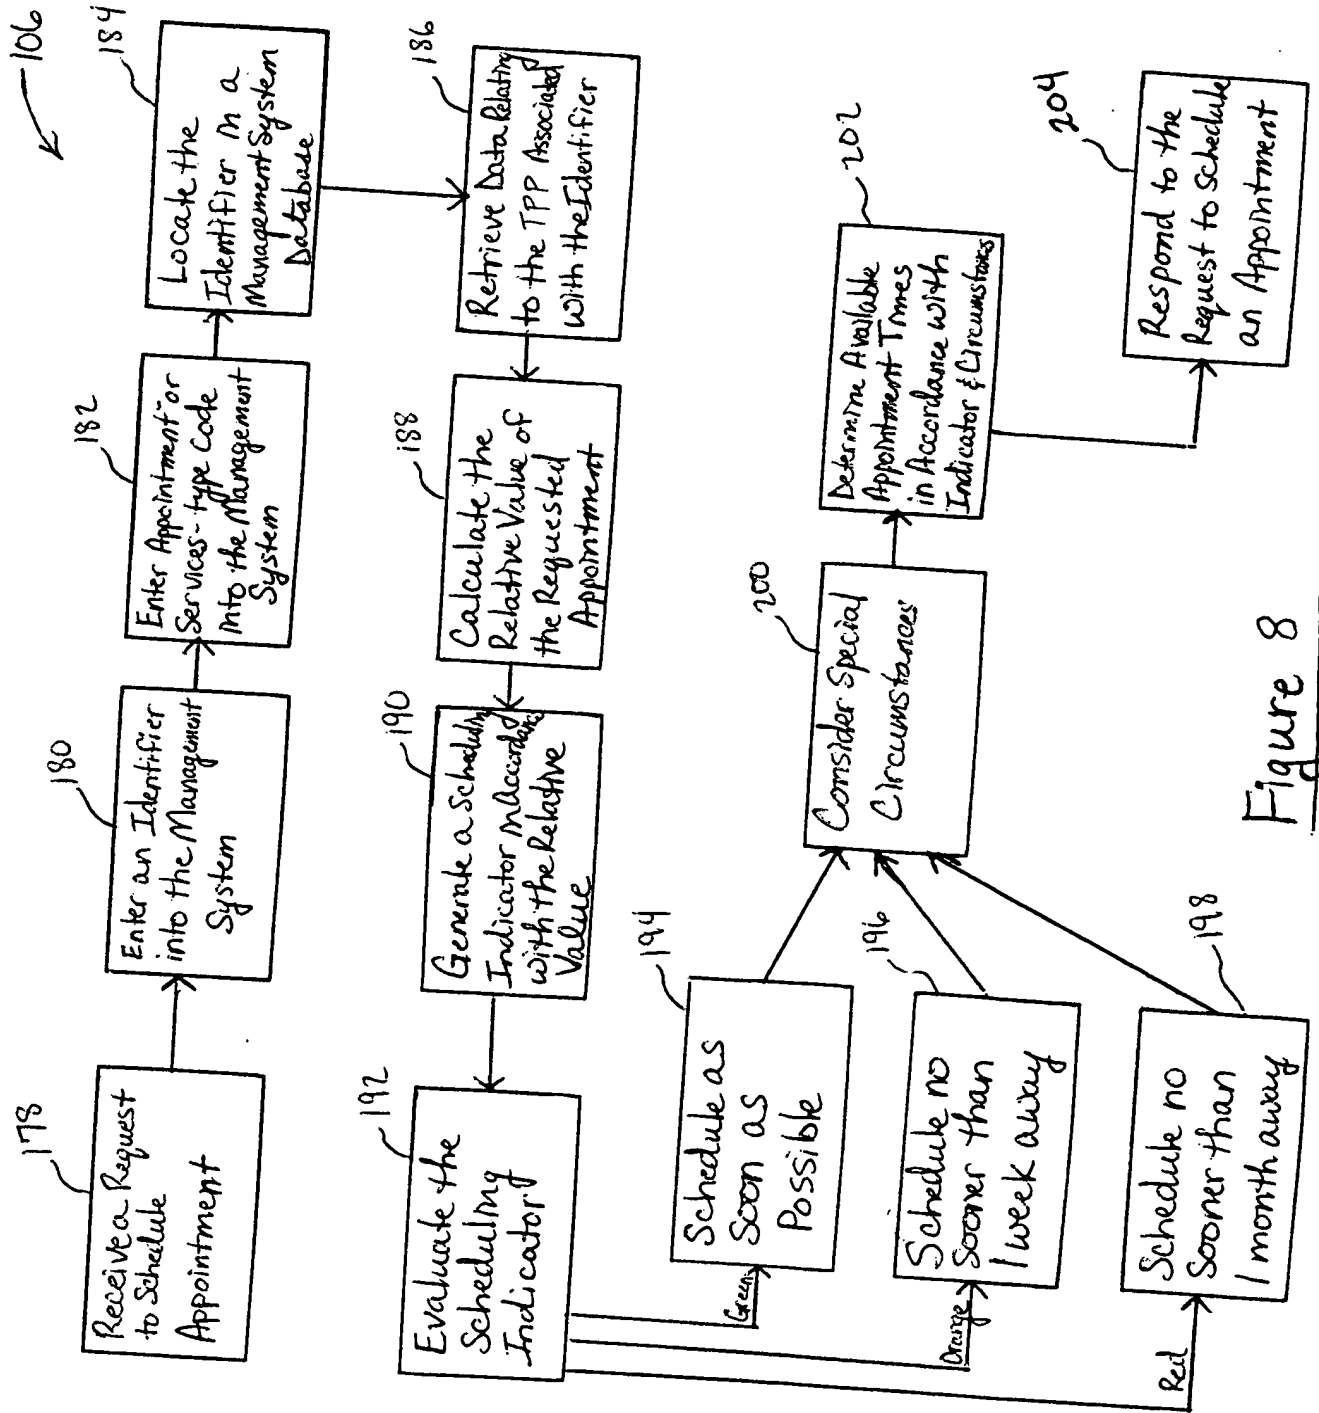 106
178
Receive a Request
to Schedule
Appointment
180
Enter an Identifier
into the Management
System
182
Enter Appointment- or
Services-type Code
into the Management
System
184
Locate the
Identifier in a
Management System
Database
186
Retrieve Data Relating
to the TPP Associated
with the Identifier
188
Calculate the
Relative Value of
the Requested
Appointment
190
Generate a Scheduling
Indicator in Accordance
with the Relative
Value
192
Evaluate the
Scheduling
Indicator
Green
Orange
Red
194
Schedule as
Soon as
Possible
196
Schedule no
Sooner than
1 week away
198
Schedule no
Sooner than
1 month away
200
Consider Special
Circumstances
202
Determine Available
Appointment Times
in Accordance with
Indicator & Circumstances
204
Respond to the
Request to Schedule
an Appointment
Figure 8